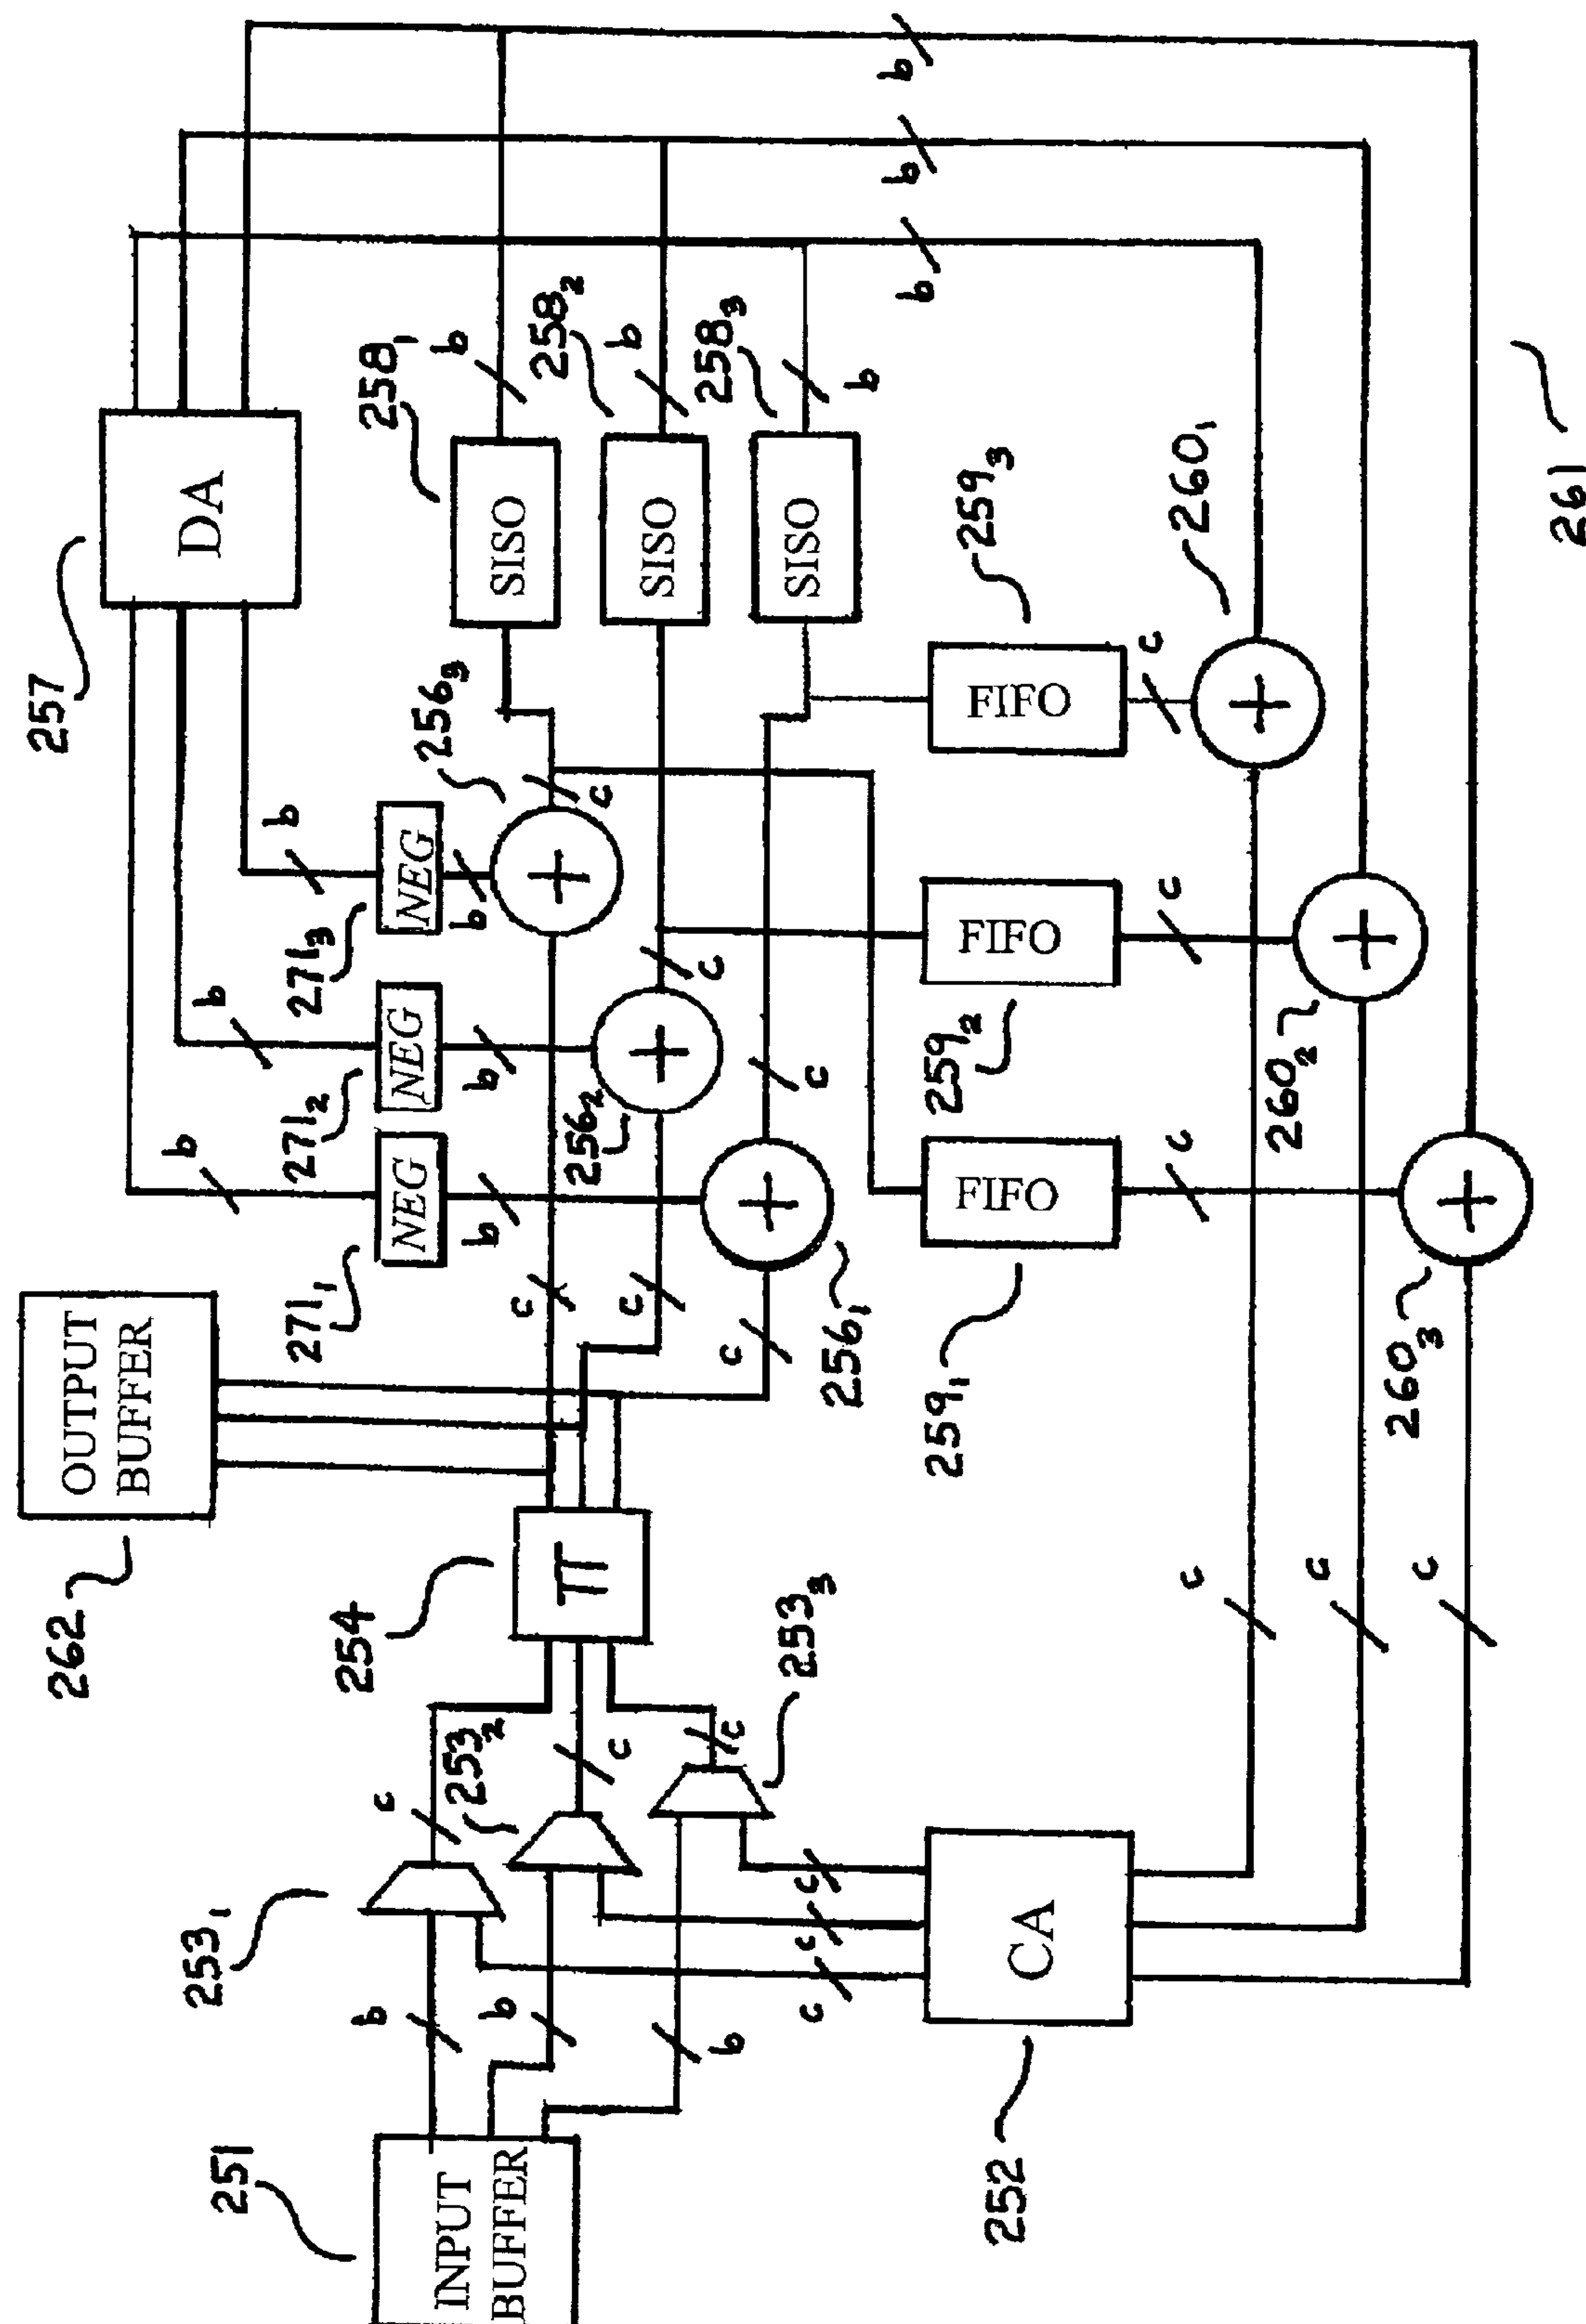 INPUT
BUFFER
251
b
b
b
253₁
253₂
253₃
c
c
c
c
c
c
CA
252
π
254
OUTPUT
BUFFER
262
c
c
c
NEG
NEG
NEG
271₁
271₂
271₃
b
b
b
b
b
b
+
+
+
256₁
256₂
256₃
c
c
c
DA
257
SISO
SISO
SISO
258₁
258₂
258₃
b
b
b
b
b
b
FIFO
FIFO
FIFO
259₁
259₂
259₃
c
c
c
+
+
+
260₁
260₂
260₃
c
c
c
261